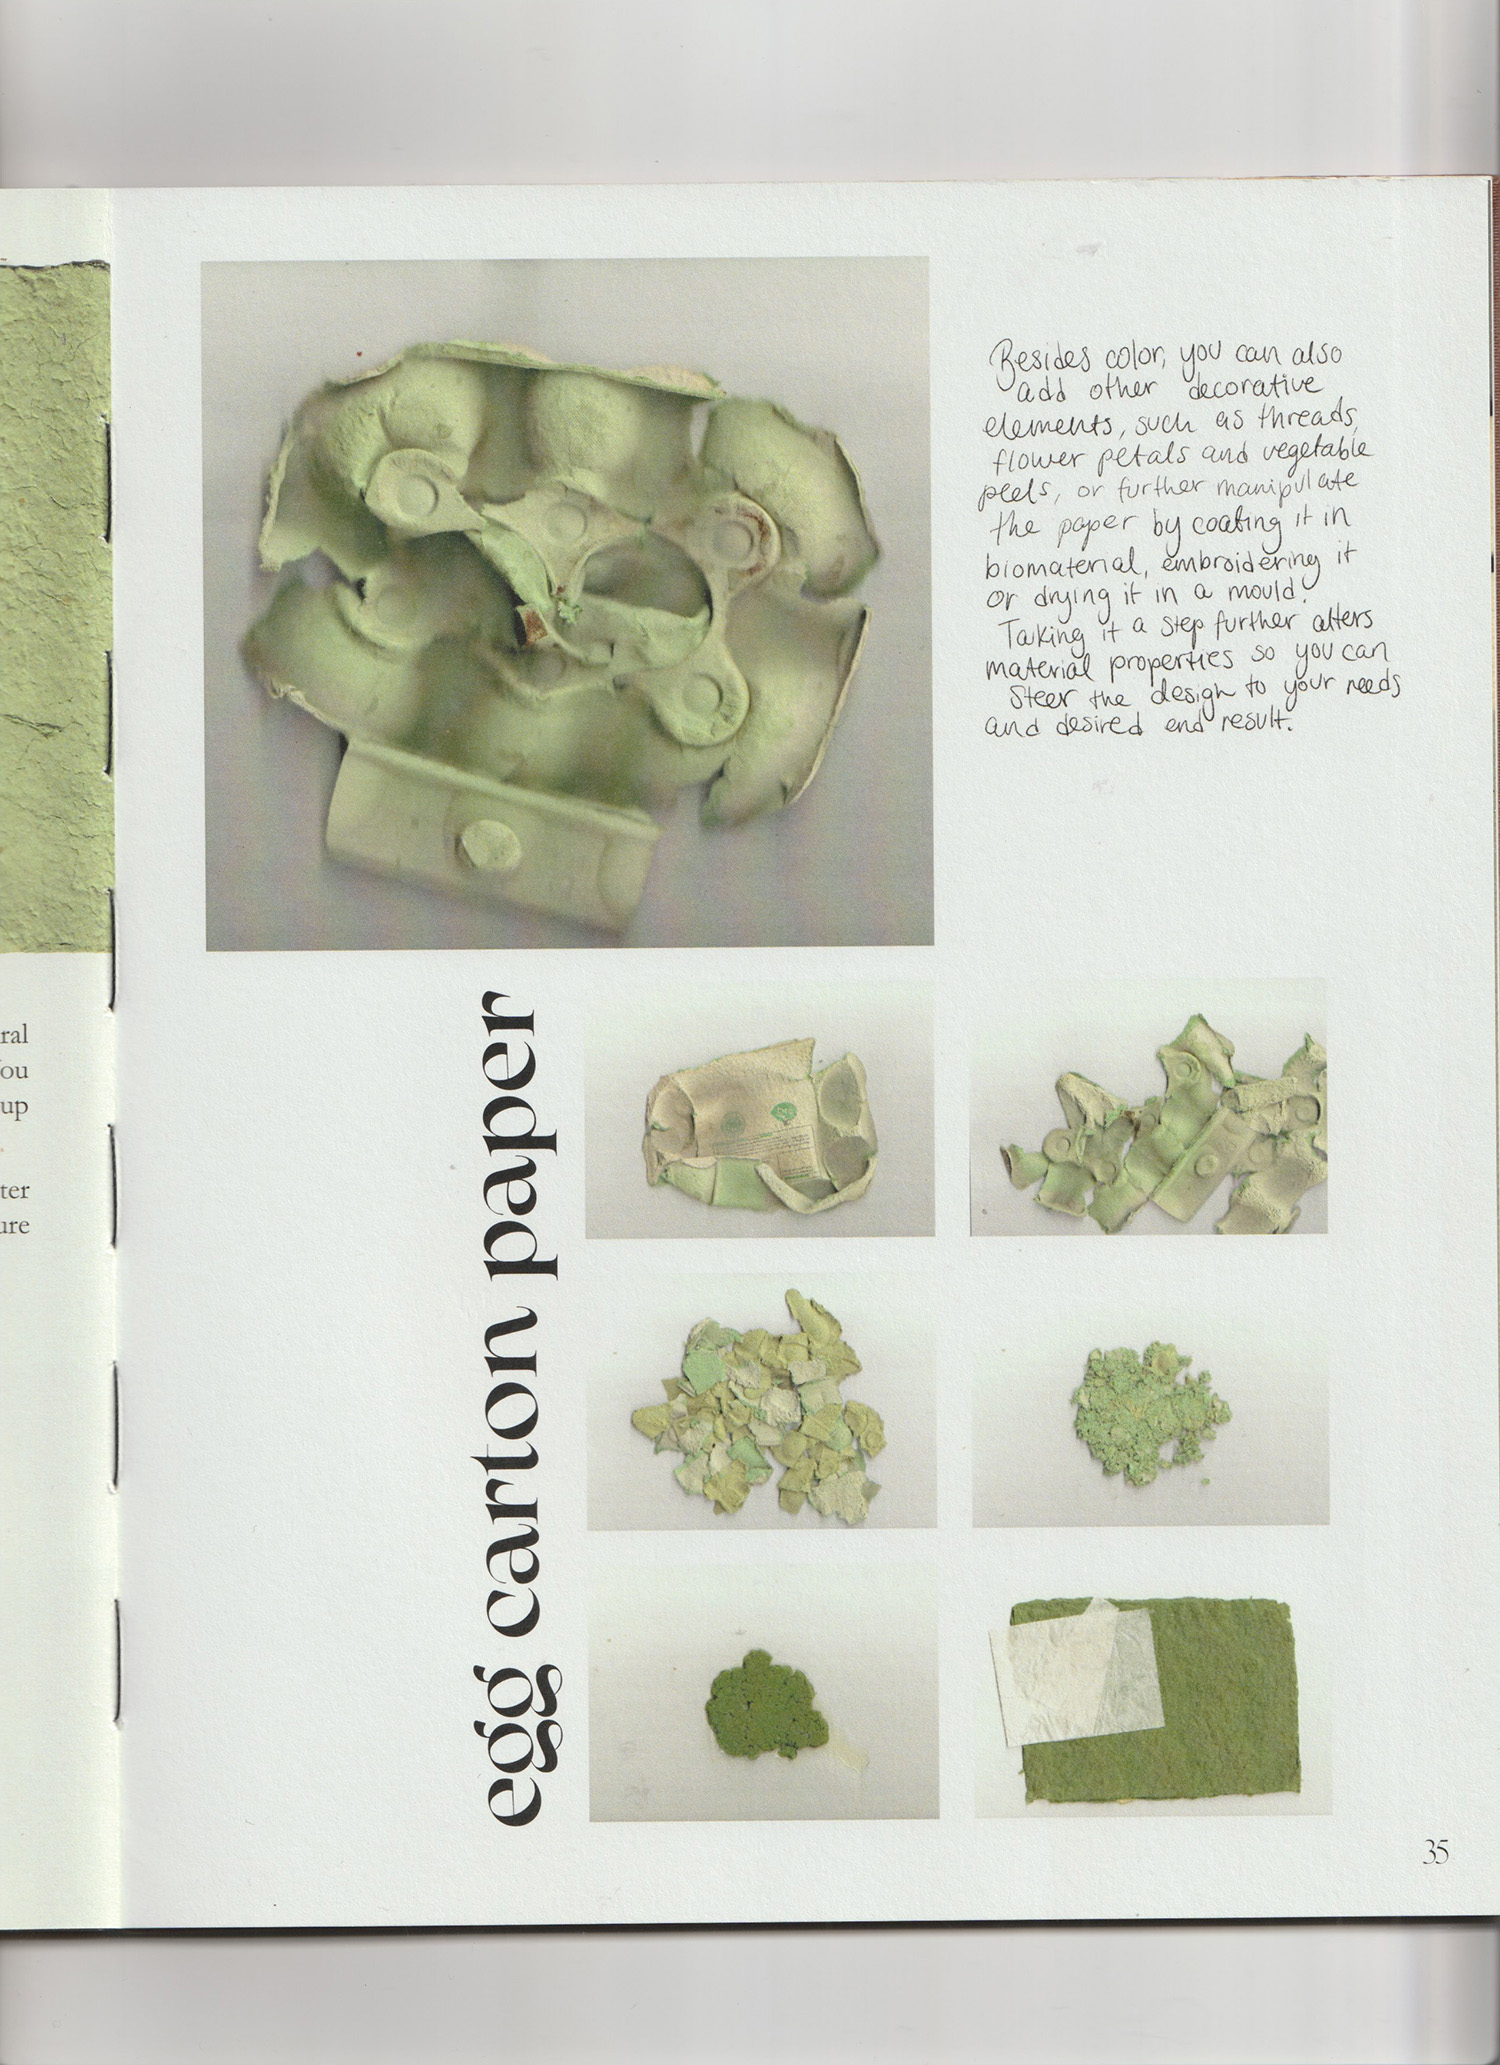 Besides color, you can also
add other decorative
elements, such as threads,
flower petals and vegetable
peels, or further manipulate
the paper by coating it in
biomaterial, embroidering it
or drying it in a mould.
Taking it a step further alters
material properties so you can
steer the design to your needs
and desired end result.
egg carton paper
ral
You
up
ter
ure
35